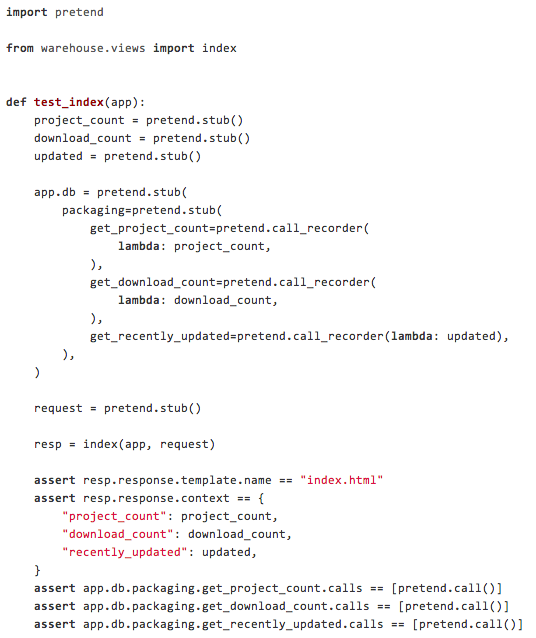 import pretend

from warehouse.views import index


def test_index(app):
    project_count = pretend.stub()
    download_count = pretend.stub()
    updated = pretend.stub()

    app.db = pretend.stub(
        packaging=pretend.stub(
            get_project_count=pretend.call_recorder(
                lambda: project_count,
            ),
            get_download_count=pretend.call_recorder(
                lambda: download_count,
            ),
            get_recently_updated=pretend.call_recorder(lambda: updated),
        ),
    )

    request = pretend.stub()

    resp = index(app, request)

    assert resp.response.template.name == "index.html"
    assert resp.response.context == {
        "project_count": project_count,
        "download_count": download_count,
        "recently_updated": updated,
    }
    assert app.db.packaging.get_project_count.calls == [pretend.call()]
    assert app.db.packaging.get_download_count.calls == [pretend.call()]
    assert app.db.packaging.get_recently_updated.calls == [pretend.call()]